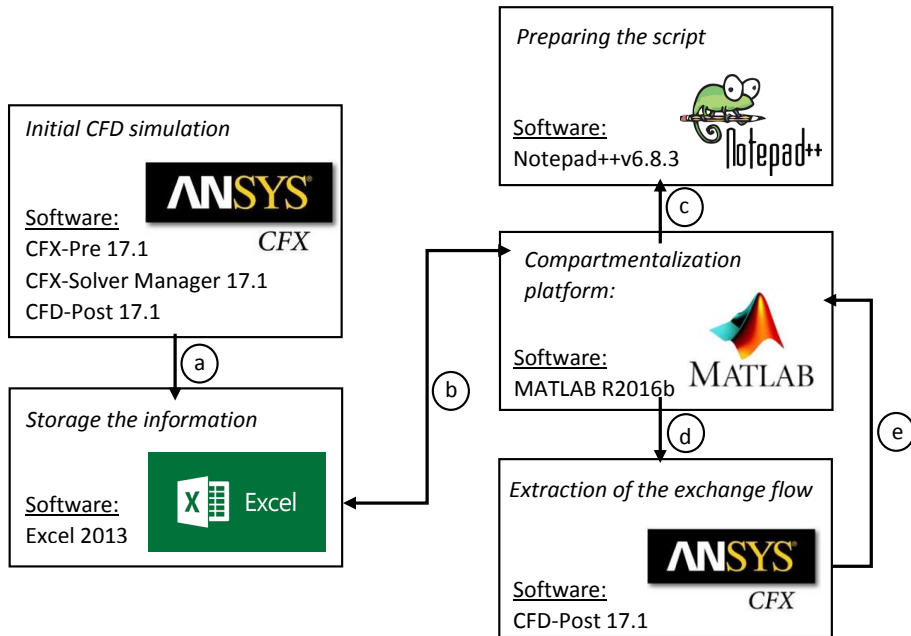 Preparing the script
Software:
Notepad++v6.8.3
Notepad++
Initial CFD simulation
ANSYS®
CFX
Software:
CFX-Pre 17.1
CFX-Solver Manager 17.1
CFD-Post 17.1
a
Storage the information
Software:
Excel 2013
X
Excel
b
c
Compartmentalization
platform:
Software:
MATLAB R2016b
MATLAB
d
e
Extraction of the exchange flow
ANSYS®
CFX
Software:
CFD-Post 17.1